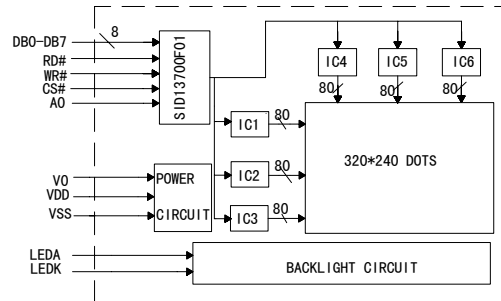 DB0-DB7
8
RD#
WR#
CS#
A0
SID13700F01
IC4
IC5
IC6
80
80
80
IC1
80
IC2
80
IC3
80
320*240 DOTS
V0
VDD
VSS
POWER
CIRCUIT
LEDA
LEDK
BACKLIGHT CIRCUIT